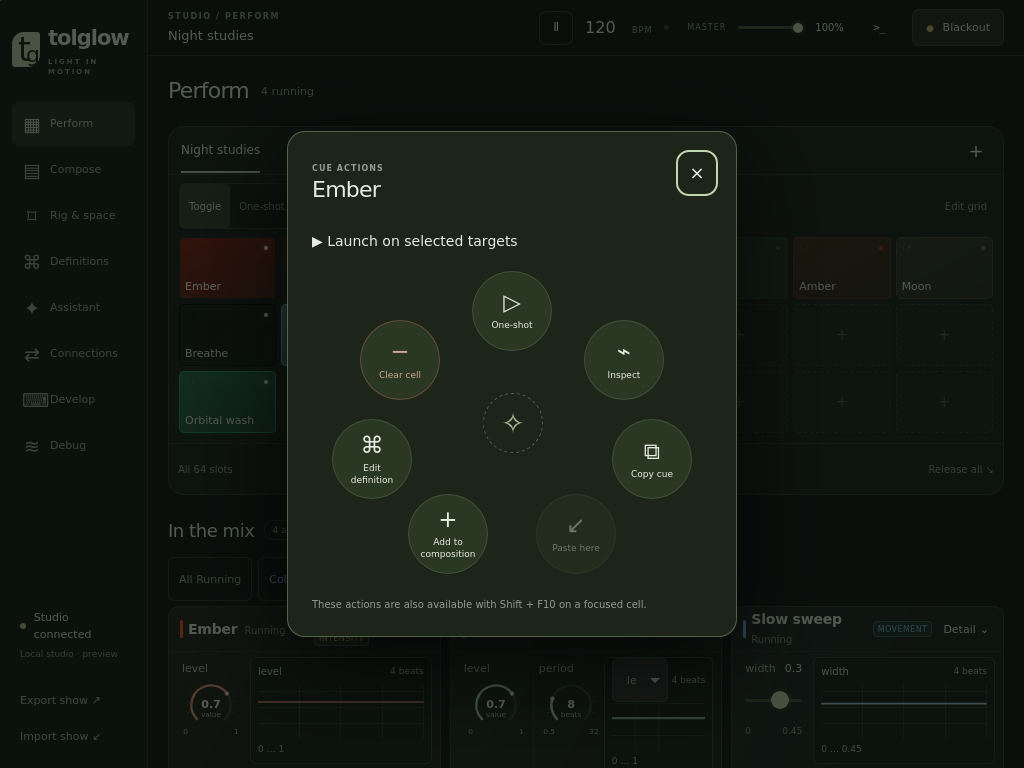 tg
tolglow
LIGHT IN
MOTION
STUDIO / PERFORM
Night studies
120
BPM
MASTER
100%
>_
Blackout
Perform
Compose
Rig & space
Definitions
Assistant
Connections
Develop
Debug
Studio
connected
Local studio · preview
Export show ↗
Import show ↙
Perform
4 running
Night studies
+
Toggle
One-shot
Edit grid
Ember
Amber
Moon
Breathe
Orbital wash
All 64 slots
Release all ↘
CUE ACTIONS
Ember
×
▶ Launch on selected targets
One-shot
Clear cell
Inspect
Edit
definition
Copy cue
Add to
composition
Paste here
These actions are also available with Shift + F10 on a focused cell.
In the mix
All Running
Ember
Running
INTENSITY
level
0.7
value
0
1
level
4 beats
0 … 1
level
0.7
value
0
1
period
8
beats
0.5
32
le
4 beats
0 … 1
Slow sweep
Running
MOVEMENT
Detail
width
0.3
0
0.45
width
4 beats
0 … 0.45